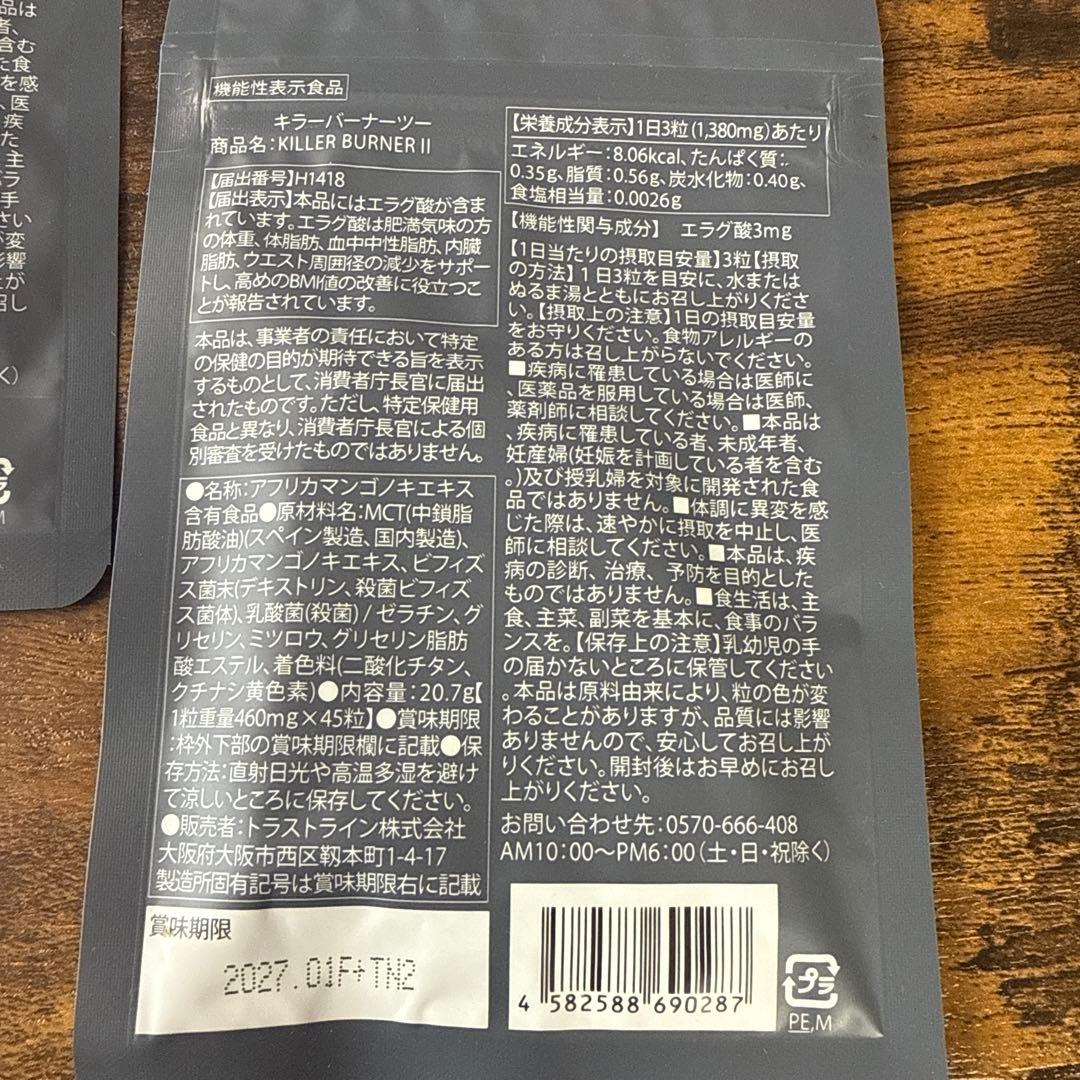 品は
者、
含む
た食
を感
、医
疾
た
主
バラ
手
さい
変
影響
上が
召し
く)
機能性表示食品
キラーバーナーツー
商品名:KILLER BURNER II
【届出番号】H1418
【届出表示】本品にはエラグ酸が含ま
れています。エラグ酸は肥満気味の方
の体重、体脂肪、血中中性脂肪、内臓
脂肪、ウエスト周囲径の減少をサポー
トし、高めのBMI値の改善に役立つこ
とが報告されています。
本品は、事業者の責任において特定
の保健の目的が期待できる旨を表示
するものとして、消費者庁長官に届出
されたものです。ただし、特定保健用
食品と異なり、消費者庁長官による個
別審査を受けたものではありません。
●名称:アフリカマンゴノキエキス
含有食品●原材料名:MCT(中鎖脂
肪酸油)(スペイン製造、国内製造)、
アフリカマンゴノキエキス、ビフィズ
ス菌末(デキストリン、殺菌ビフィズ
ス菌体)、乳酸菌(殺菌) / ゼラチン、グ
リセリン、ミツロウ、グリセリン脂肪
酸エステル、着色料(二酸化チタン、
クチナシ黄色素)●内容量:20.7g【
1粒重量460mg×45粒】●賞味期限
:枠外下部の賞味期限欄に記載●保
存方法:直射日光や高温多湿を避け
て涼しいところに保存してください。
●販売者:トラストライン株式会社
大阪府大阪市西区靱本町1-4-17
製造所固有記号は賞味期限右に記載
賞味期限
2027.01F+TN2
【栄養成分表示】1日3粒(1,380mg)あたり
エネルギー:8.06kcal、たんぱく質:
0.35g、脂質:0.56g、炭水化物:0.40g、
食塩相当量:0.0026g
【機能性関与成分】 エラグ酸3mg
【1日当たりの摂取目安量】3粒【摂取
の方法】1日3粒を目安に、水または
ぬるま湯とともにお召し上がりくださ
い。【摂取上の注意】1日の摂取目安量
をお守りください。食物アレルギーの
ある方は召し上がらないでください。
■疾病に罹患している場合は医師に
、医薬品を服用している場合は医師、
薬剤師に相談してください。■本品は
、疾病に罹患している者、未成年者、
妊産婦(妊娠を計画している者を含む
。)及び授乳婦を対象に開発された食
品ではありません。■体調に異変を感
じた際は、速やかに摂取を中止し、医
師に相談してください。■本品は、疾
病の診断、治療、予防を目的とした
ものではありません。■食生活は、主
食、主菜、副菜を基本に、食事のバラ
ンスを。【保存上の注意】乳幼児の手
の届かないところに保管してください
。本品は原料由来により、粒の色が変
わることがありますが、品質には影響
ありませんので、安心してお召し上が
りください。開封後はお早めにお召し
上がりください。
お問い合わせ先:0570-666-408
AM10:00〜PM6:00(土・日・祝除く)
4 582588 690287
プラ
PE,M